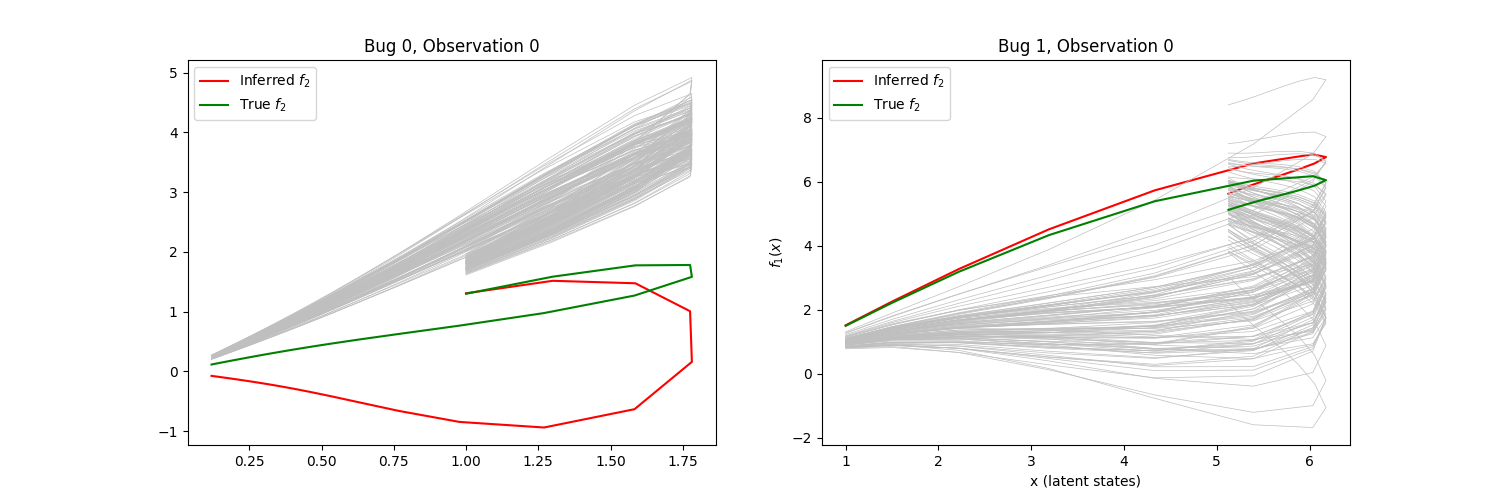 Bug 0, Observation 0
Inferred f₂
True f₂
5
4
3
2
1
0
−1
0.25 0.50 0.75 1.00 1.25 1.50 1.75
Bug 1, Observation 0
Inferred f₂
True f₂
f₁(x)
8
6
4
2
0
−2
1 2 3 4 5 6
x (latent states)